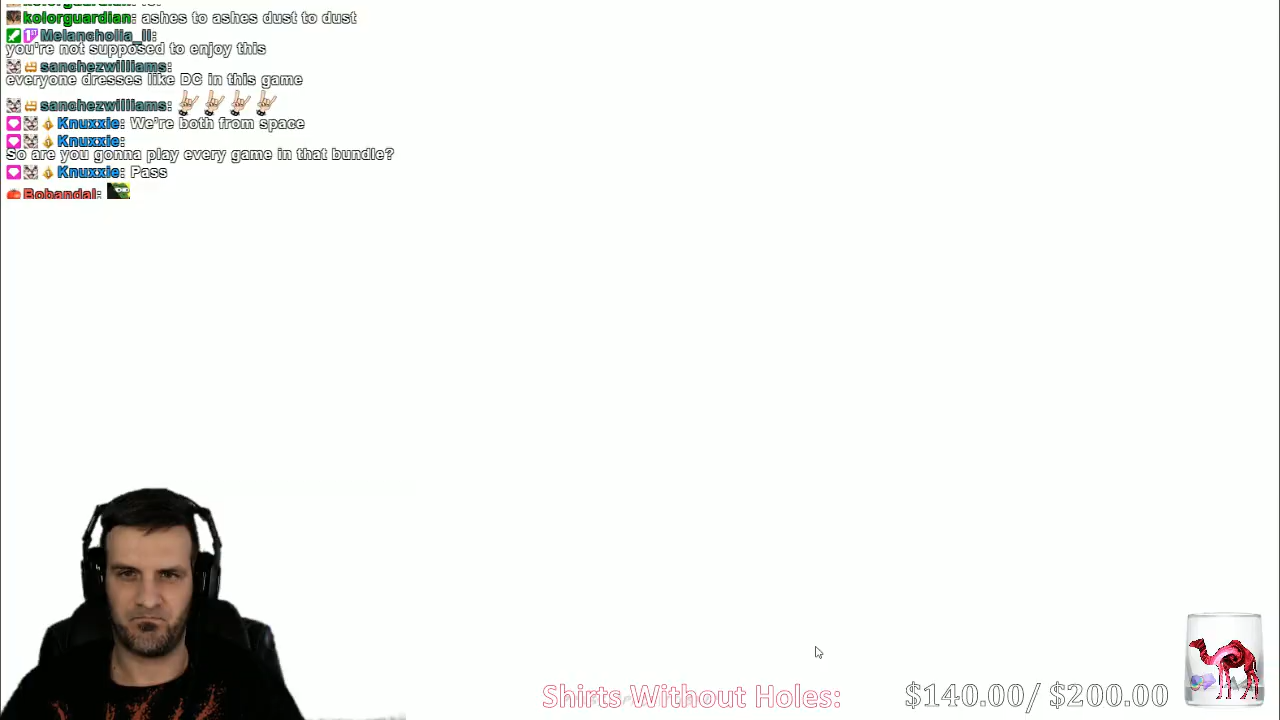 kolorguardian: ashes to ashes dust to dust
Melancholia_II:
you're not supposed to enjoy this
sanchezwilliams:
everyone dresses like DC in this game
sanchezwilliams:
Knuxxie: We're both from space
Knuxxie:
So are you gonna play every game in that bundle?
Knuxxie: Pass
Bobandal:
Shirts Without Holes: $140.00/ $200.00